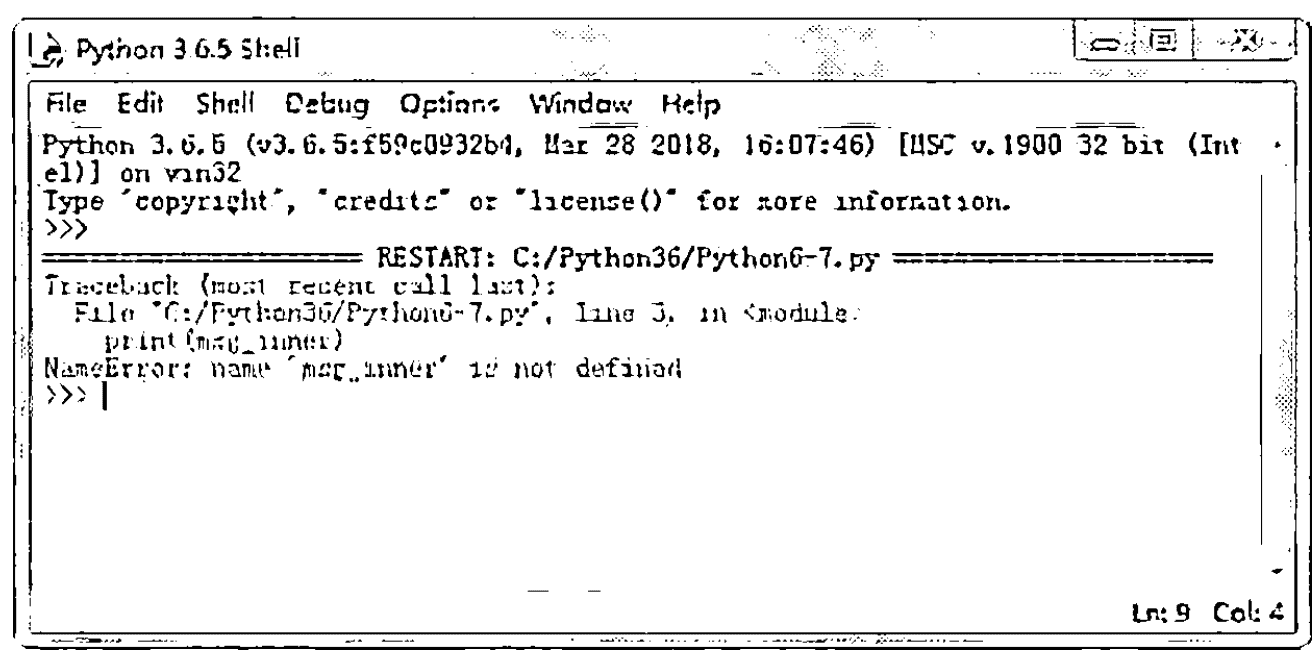 Python 3.6.5 Shell
File Edit Shell Debug Options Window Help
Python 3.6.5 (v3.6.5:f59c0932b4, Mar 28 2018, 16:07:46) [MSC v.1900 32 bit (Int
el)] on win32
Type "copyright", "credits" or "license()" for more information.
>>>
==================== RESTART: C:/Python36/Python6-7.py ====================
Traceback (most recent call last):
  File "C:/Python36/Python6-7.py", line 3, in <module>
    print(msg_inner)
NameError: name 'msg_inner' is not defined
>>>
Ln: 9 Col: 4